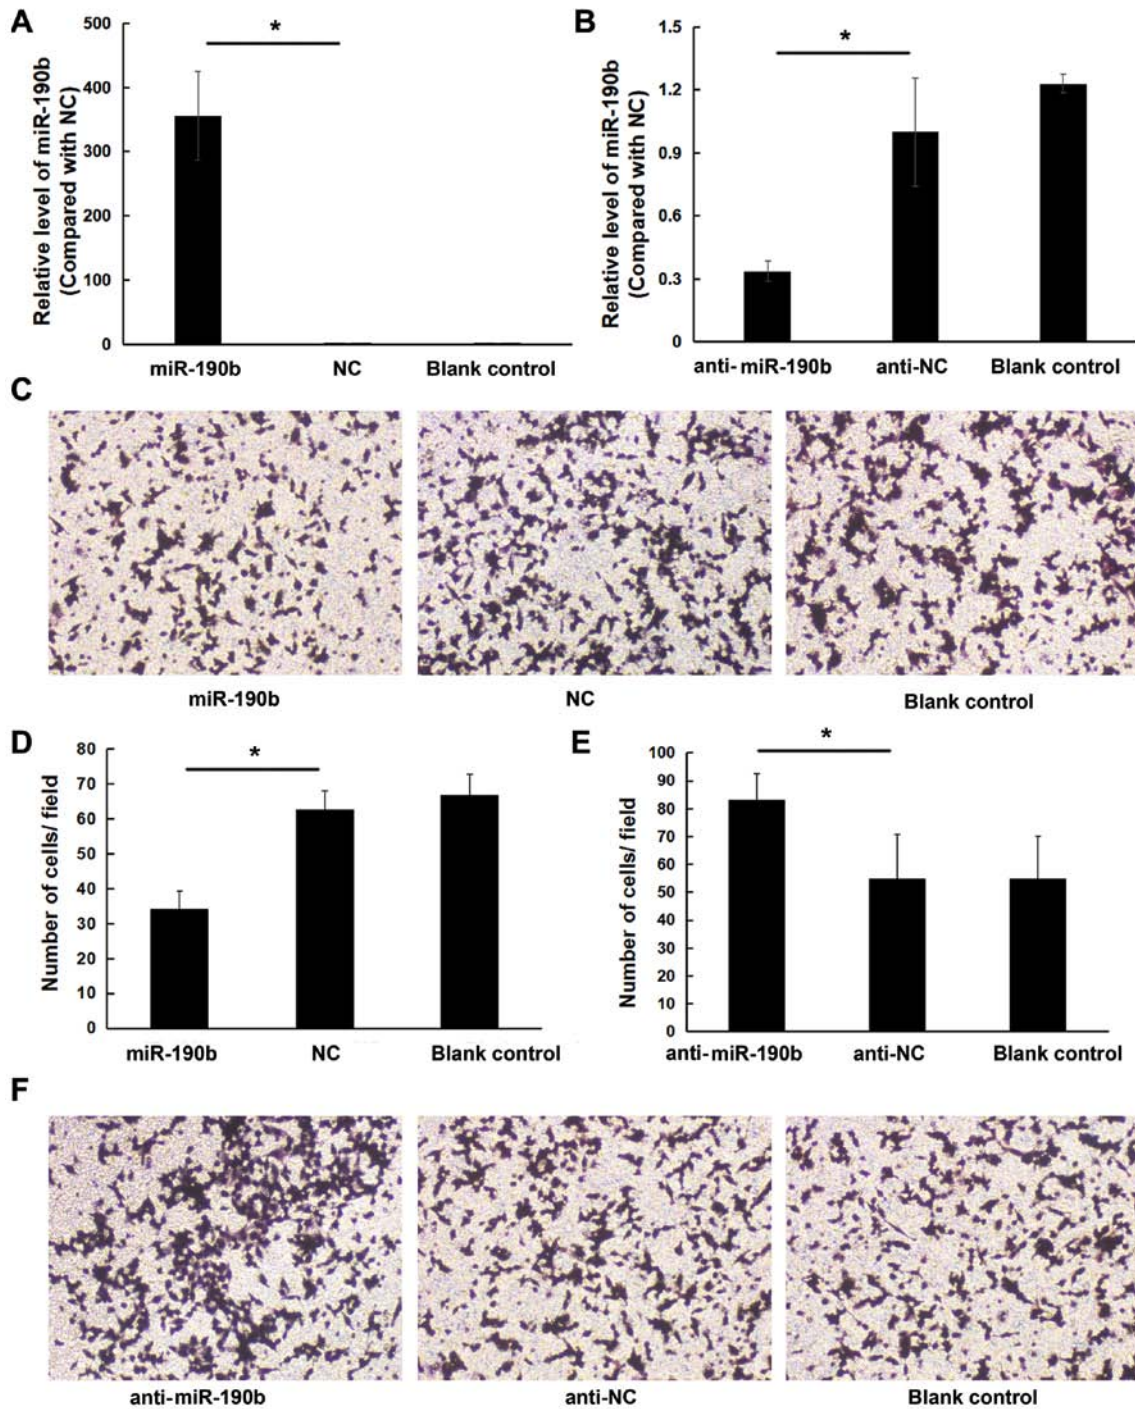 A
Relative level of miR-190b
(Compared with NC)
500
400
300
200
100
0
*
miR-190b
NC
Blank control
B
Relative level of miR-190b
(Compared with NC)
1.5
1.2
0.9
0.6
0.3
0
*
anti-miR-190b
anti-NC
Blank control
C
miR-190b
NC
Blank control
D
Number of cells/ field
80
70
60
50
40
30
20
10
0
*
miR-190b
NC
Blank control
E
Number of cells/ field
100
90
80
70
60
50
40
30
20
10
0
*
anti-miR-190b
anti-NC
Blank control
F
anti-miR-190b
anti-NC
Blank control